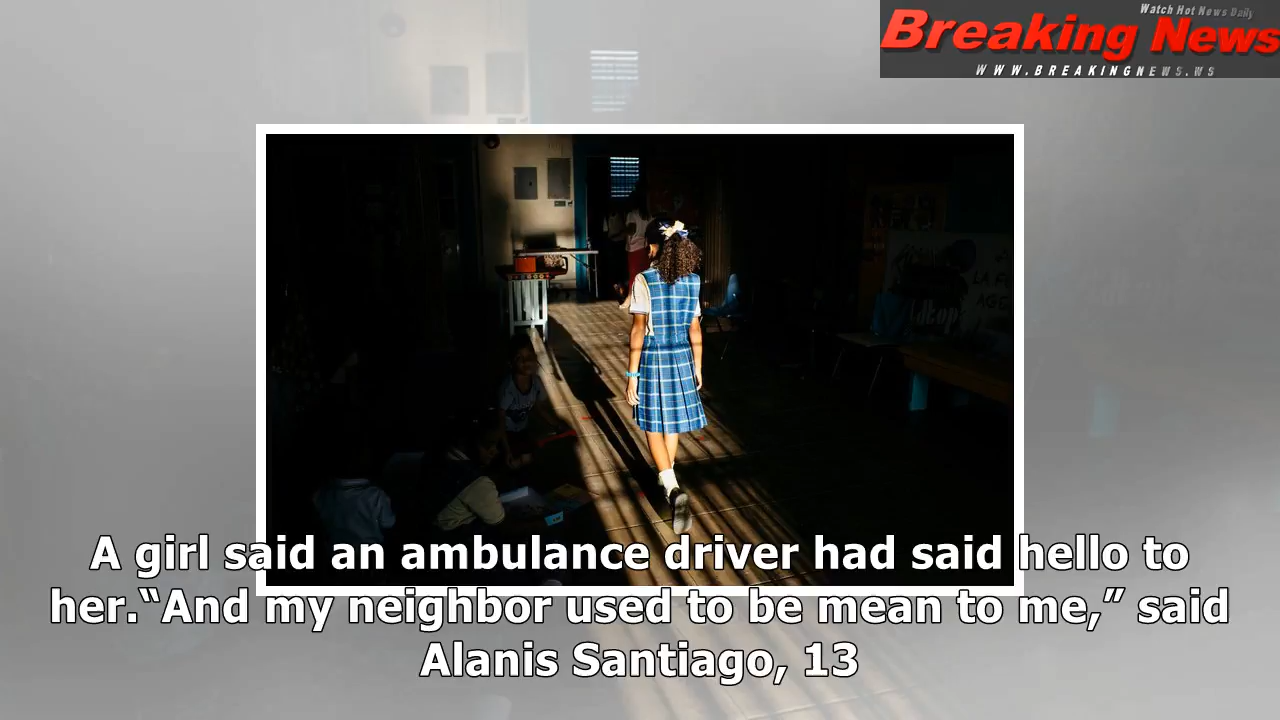 Watch Hot News Daily
Breaking News
WWW.BREAKINGNEWS.WS
A girl said an ambulance driver had said hello to
her.“And my neighbor used to be mean to me,” said
Alanis Santiago, 13